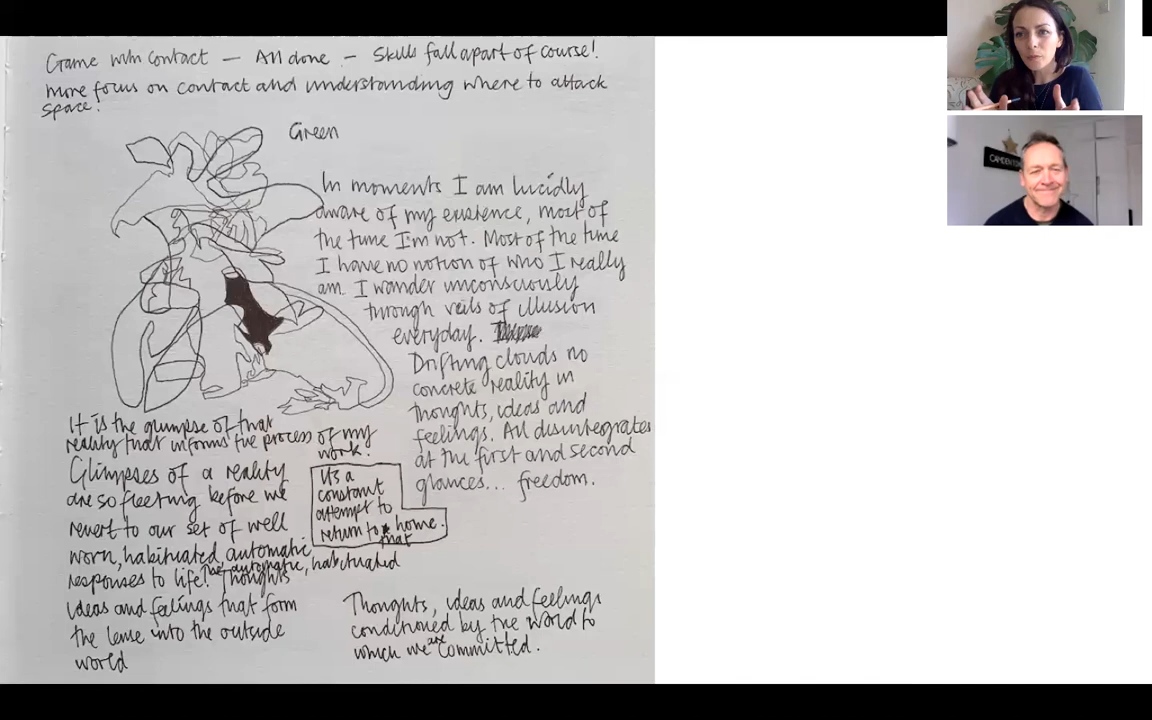 Game with contact — All done — Skills fall apart of course!
more focus on contact and understanding where to attack
space!
Green
In moments I am lucidly
aware of my existence, most of
the time I'm not. Most of the time
I have no notion of who I really
am. I wander unconsciously
through veils of illusion
everyday.
Drifting clouds no
concrete reality in
thoughts, ideas and
feelings. All disintegrates
at the first and second
glances... freedom.
It is the glimpse of that
reality that informs the process of my
work!
Glimpses of a reality
are so fleeting before we
revert to our set of well
worn, habituated, automatic
responses to life! Thoughts
The automatic, habituated
ideas and feelings that form
the lense into the outside
world
its a
constant
attempt to
return to home.
that
Thoughts, ideas and feelings
conditioned by the world to
which we are committed.
CAMDEN